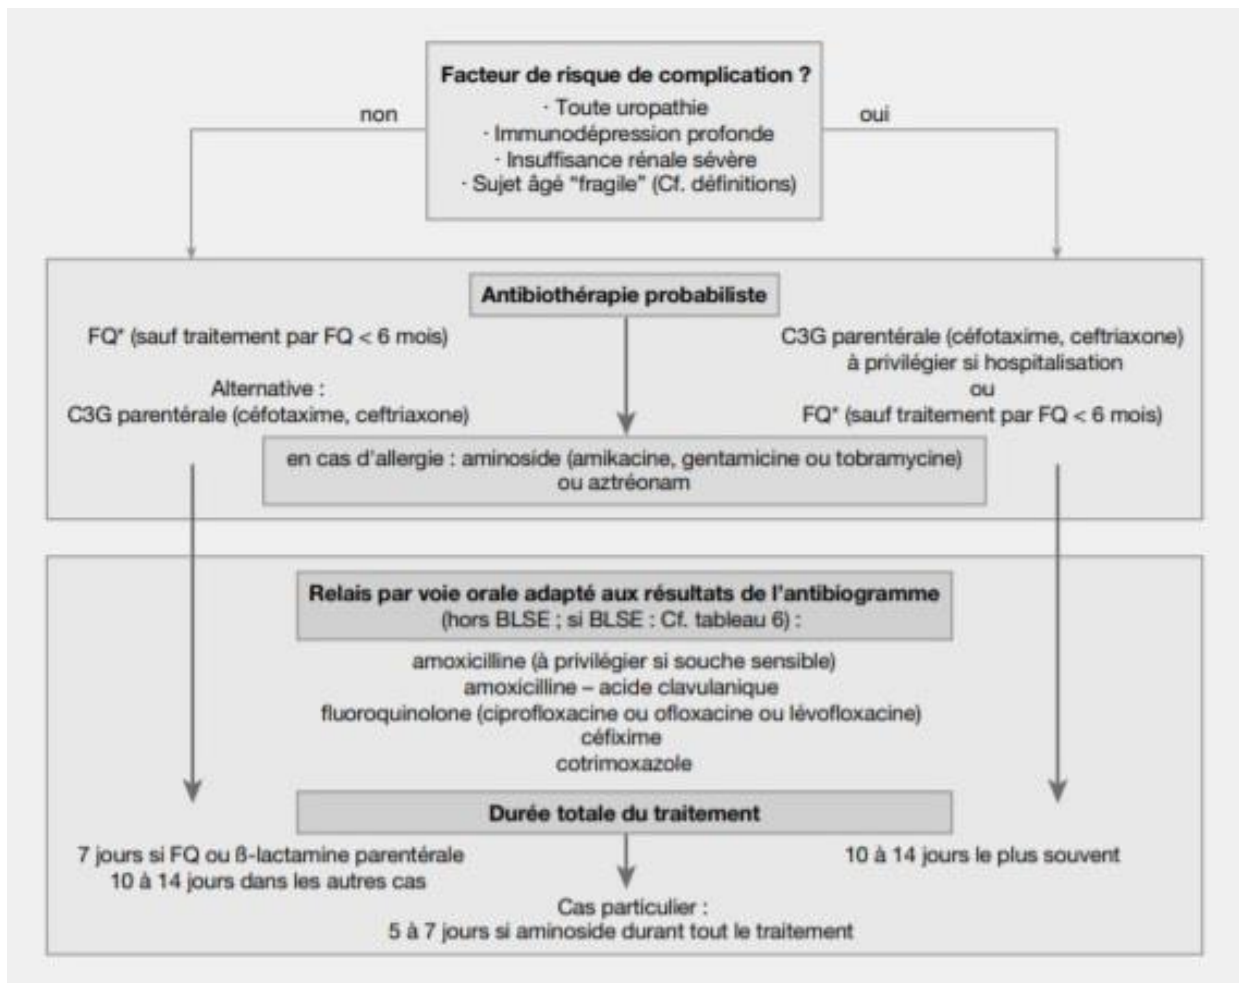 Facteur de risque de complication ?
· Toute uropathie
· Immunodépression profonde
· Insuffisance rénale sévère
· Sujet âgé "fragile" (Cf. définitions)
non
oui
Antibiothérapie probabiliste
FQ* (sauf traitement par FQ < 6 mois)
Alternative :
C3G parentérale (céfotaxime, ceftriaxone)
C3G parentérale (céfotaxime, ceftriaxone)
à privilégier si hospitalisation
ou
FQ* (sauf traitement par FQ < 6 mois)
en cas d'allergie : aminoside (amikacine, gentamicine ou tobramycine)
ou aztréonam
Relais par voie orale adapté aux résultats de l'antibiogramme
(hors BLSE ; si BLSE : Cf. tableau 6) :
amoxicilline (à privilégier si souche sensible)
amoxicilline – acide clavulanique
fluoroquinolone (ciprofloxacine ou ofloxacine ou lévofloxacine)
céfixime
cotrimoxazole
Durée totale du traitement
7 jours si FQ ou ß-lactamine parentérale
10 à 14 jours dans les autres cas
10 à 14 jours le plus souvent
Cas particulier :
5 à 7 jours si aminoside durant tout le traitement